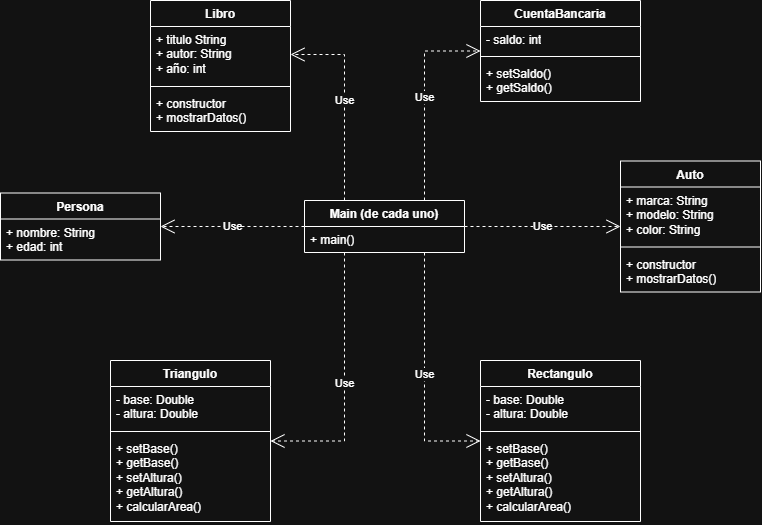 Libro
+ titulo String
+ autor: String
+ año: int
+ constructor
+ mostrarDatos()
CuentaBancaria
- saldo: int
+ setSaldo()
+ getSaldo()
Use
Use
Persona
+ nombre: String
+ edad: int
Use
Main (de cada uno)
+ main()
Use
Auto
+ marca: String
+ modelo: String
+ color: String
+ constructor
+ mostrarDatos()
Use
Use
Triangulo
- base: Double
- altura: Double
+ setBase()
+ getBase()
+ setAltura()
+ getAltura()
+ calcularArea()
Rectangulo
- base: Double
- altura: Double
+ setBase()
+ getBase()
+ setAltura()
+ getAltura()
+ calcularArea()